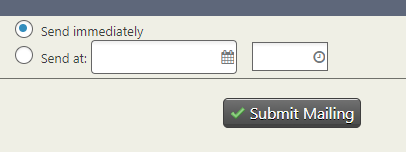 Send immediately
Send at:
Submit Mailing